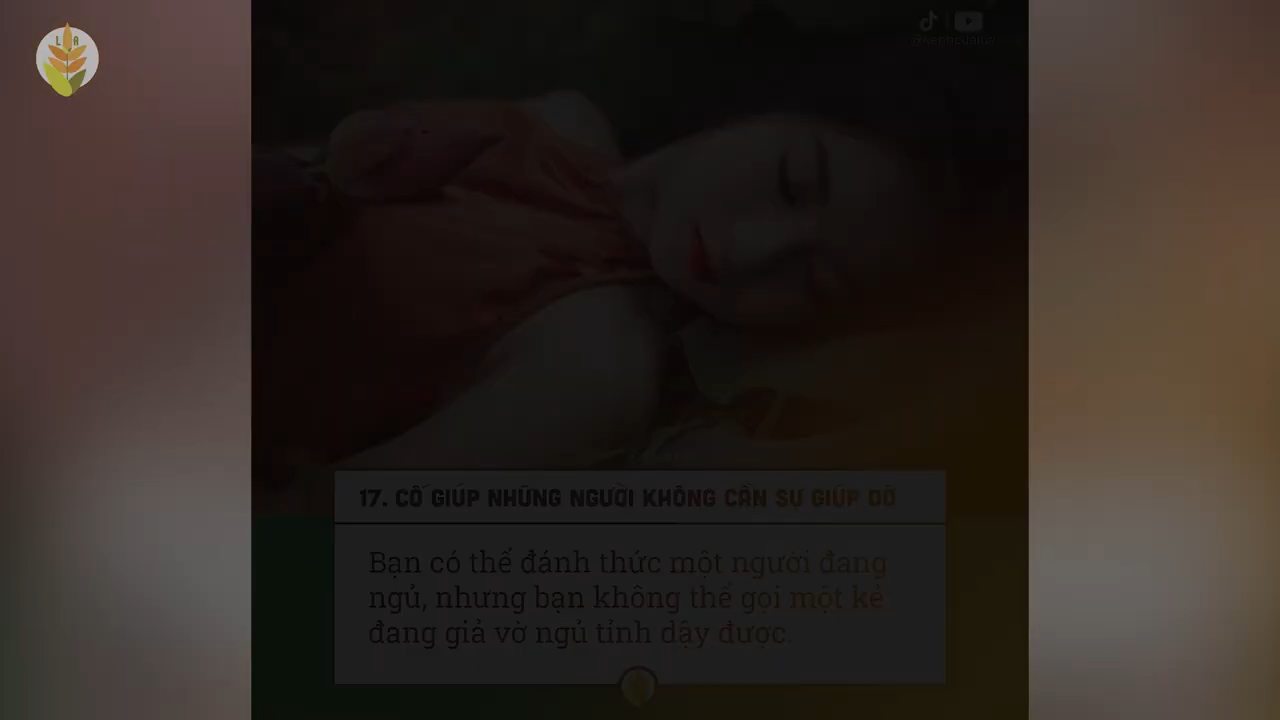 L A
17. CỐ GIÚP NHỮNG NGƯỜI KHÔNG CẦN SỰ GIÚP ĐỠ
Bạn có thể đánh thức một người đang
ngủ, nhưng bạn không thể gọi một kẻ
đang giả vờ ngủ tỉnh dậy được.